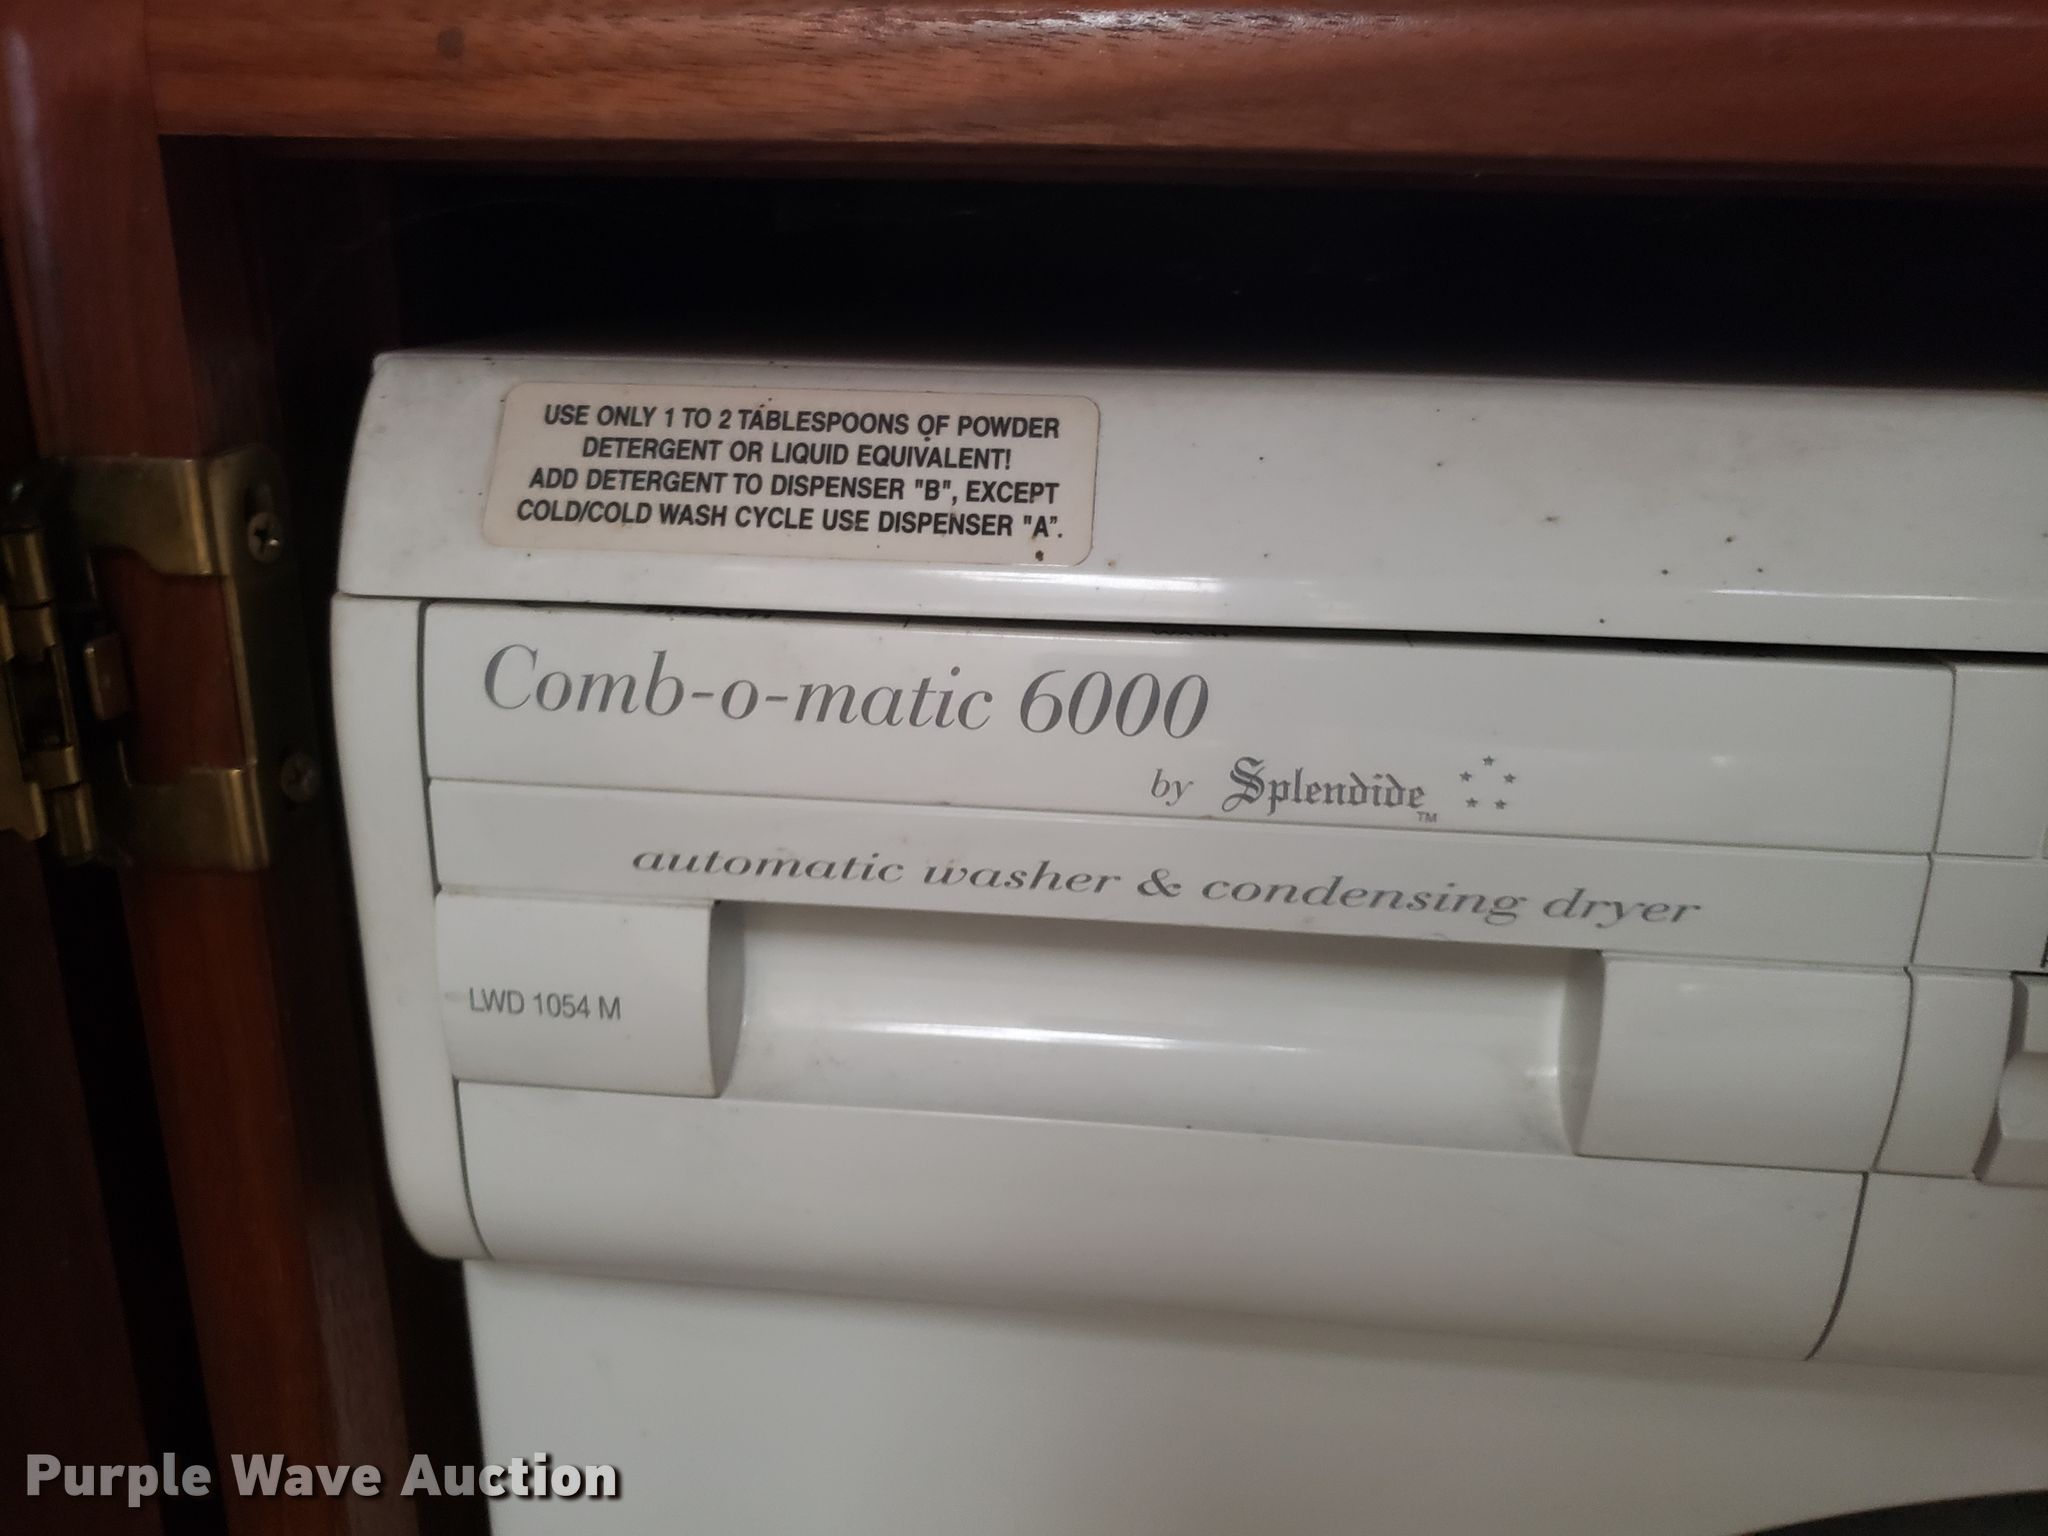 USE ONLY 1 TO 2 TABLESPOONS OF POWDER
DETERGENT OR LIQUID EQUIVALENT!
ADD DETERGENT TO DISPENSER "B", EXCEPT
COLD/COLD WASH CYCLE USE DISPENSER "A".
Comb-o-matic 6000
by Splendide TM
automatic washer & condensing dryer
LWD 1054 M
Purple Wave Auction